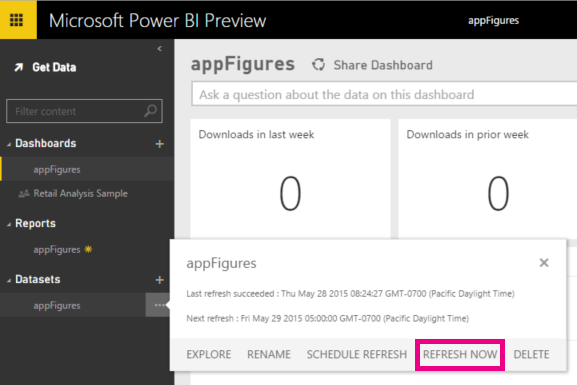 Microsoft Power BI Preview
appFigures
Get Data
Filter content
Dashboards
appFigures
Retail Analysis Sample
Reports
appFigures
Datasets
appFigures
appFigures
Share Dashboard
Ask a question about the data on this dashboard
Downloads in last week
0
Downloads in prior week
0
appFigures
Last refresh succeeded : Thu May 28 2015 08:24:27 GMT-0700 (Pacific Daylight Time)
Next refresh : Fri May 29 2015 05:00:00 GMT-0700 (Pacific Daylight Time)
EXPLORE RENAME SCHEDULE REFRESH REFRESH NOW DELETE